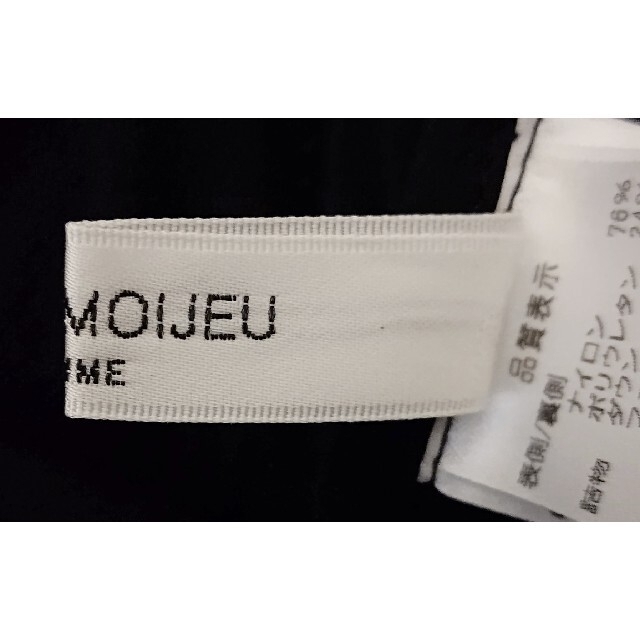 MOIJEU
MME
品質表示
表側/裏側
ナイロン 76%
ポリウレタン
詰物 ダウン